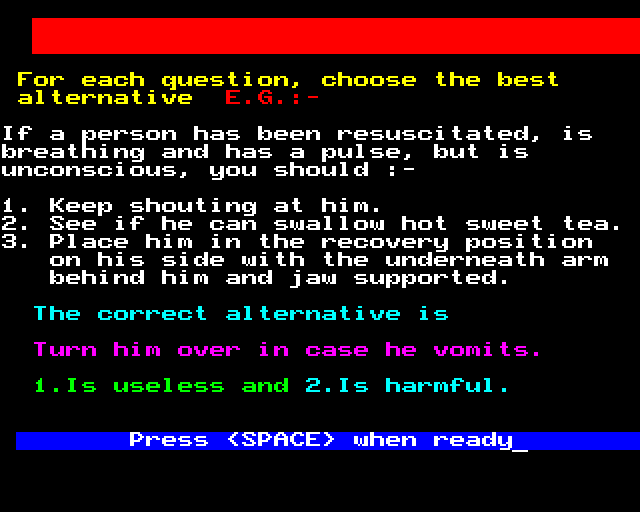 For each question, choose the best
alternative  E.G.:-
If a person has been resuscitated, is
breathing and has a pulse, but is
unconscious, you should :-
1. Keep shouting at him.
2. See if he can swallow hot sweet tea.
3. Place him in the recovery position
on his side with the underneath arm
behind him and jaw supported.
The correct alternative is
Turn him over in case he vomits.
1.Is useless and 2.Is harmful.
Press <SPACE> when ready_